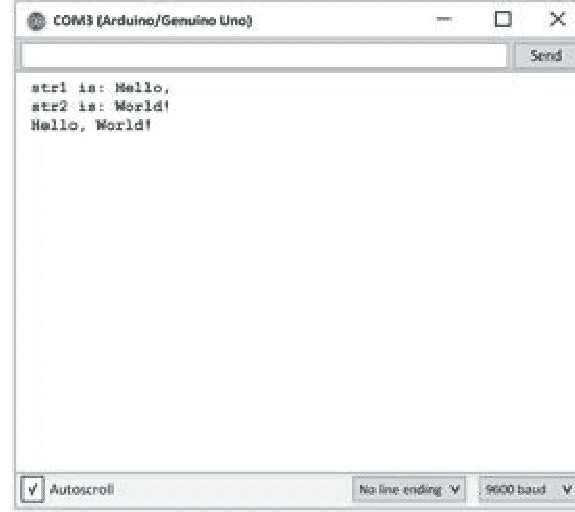 COM3 (Arduino/Genuino Uno)
Send
str1 is: Hello,
str2 is: World!
Hello, World!
Autoscroll
No line ending
9600 baud